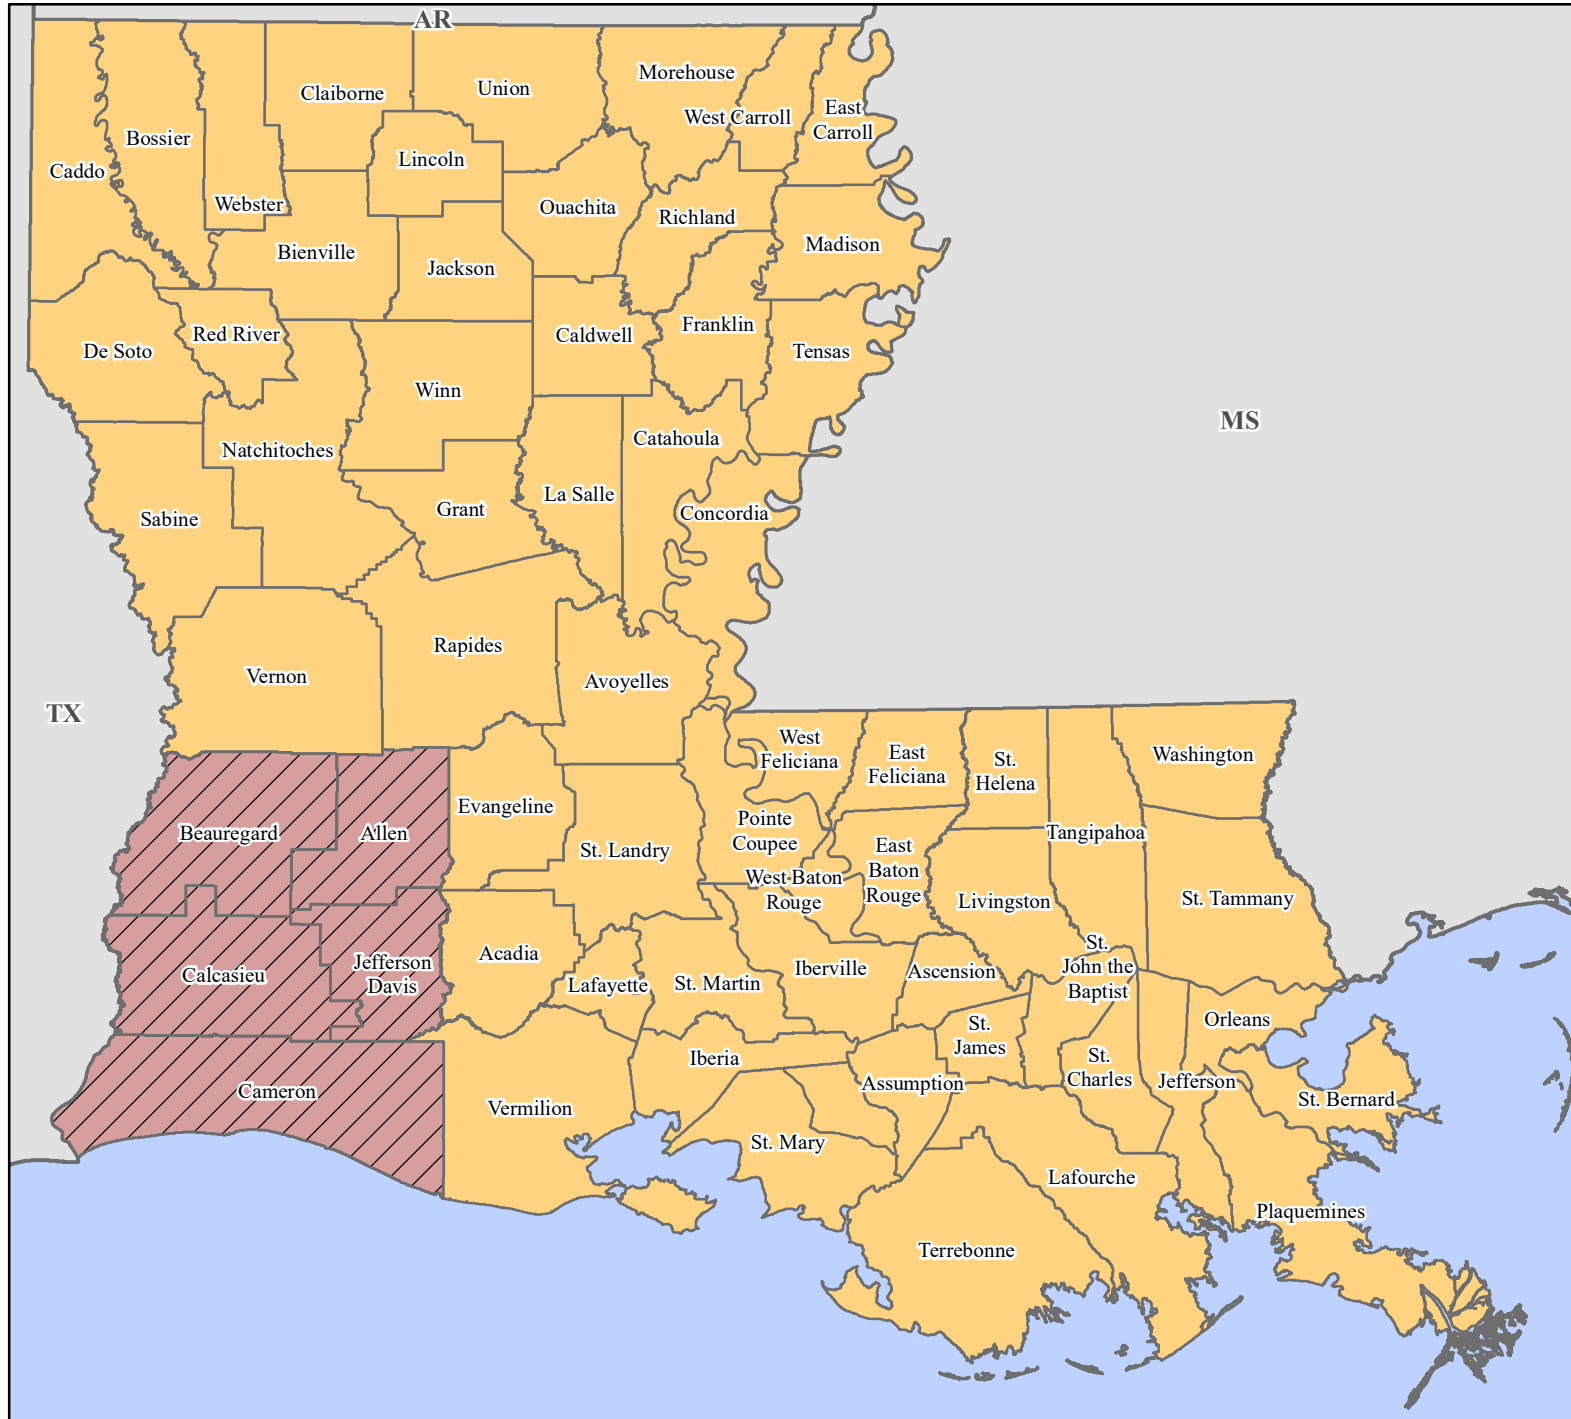 AR
Claiborne
Union
Morehouse
West Carroll
East
Carroll
Bossier
Caddo
Lincoln
Webster
Ouachita
Richland
Madison
Bienville
Jackson
De Soto
Red River
Caldwell
Franklin
Tensas
Winn
MS
Natchitoches
Catahoula
La Salle
Sabine
Grant
Concordia
Rapides
Vernon
Avoyelles
TX
West
Feliciana
East
Feliciana
St.
Helena
Washington
Evangeline
Beauregard
Allen
Pointe
Coupee
Tangipahoa
St. Landry
East
Baton
Rouge
West Baton
Rouge
Livingston
St. Tammany
Acadia
Calcasieu
Jefferson
Davis
Lafayette
St. Martin
Iberville
Ascension
St.
John the
Baptist
Orleans
St.
James
Iberia
St.
Charles
Assumption
Jefferson
St. Bernard
Cameron
Vermilion
St. Mary
Lafourche
Plaquemines
Terrebonne